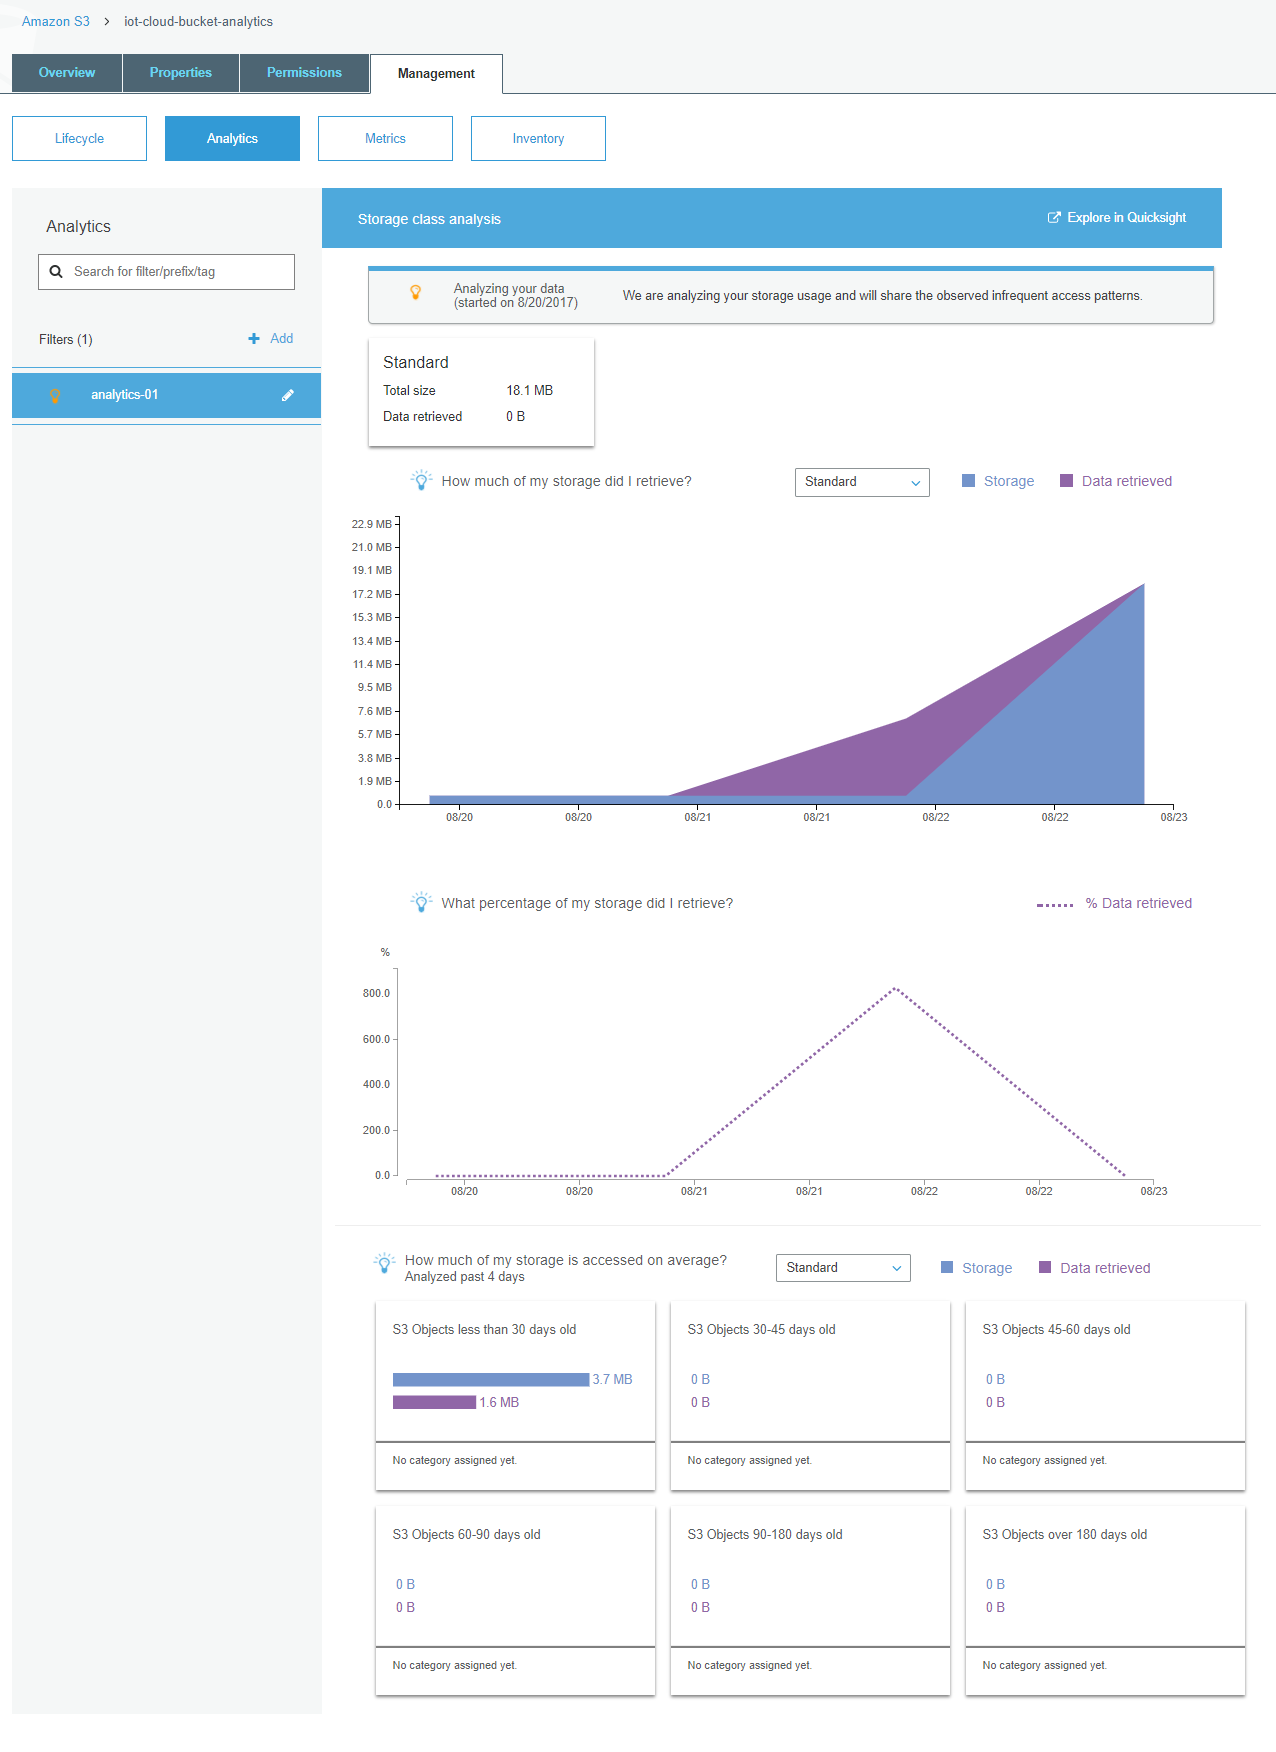 Amazon S3 > iot-cloud-bucket-analytics
Overview Properties Permissions Management
Lifecycle Analytics Metrics Inventory
Analytics
Search for filter/prefix/tag
Filters (1) Add
analytics-01
Storage class analysis Explore in Quicksight
Analyzing your data
(started on 8/20/2017)
We are analyzing your storage usage and will share the observed infrequent access patterns.
Standard
Total size 18.1 MB
Data retrieved 0 B
How much of my storage did I retrieve? Standard Storage Data retrieved
22.9 MB
21.0 MB
19.1 MB
17.2 MB
15.3 MB
13.4 MB
11.4 MB
9.5 MB
7.6 MB
5.7 MB
3.8 MB
1.9 MB
0.0
08/20 08/20 08/21 08/21 08/22 08/22 08/23
What percentage of my storage did I retrieve? % Data retrieved
%
800.0
600.0
400.0
200.0
0.0
08/20 08/20 08/21 08/21 08/22 08/22 08/23
How much of my storage is accessed on average? Standard Storage Data retrieved
Analyzed past 4 days
S3 Objects less than 30 days old
3.7 MB
1.6 MB
No category assigned yet.
S3 Objects 30-45 days old
0 B
0 B
No category assigned yet.
S3 Objects 45-60 days old
0 B
0 B
No category assigned yet.
S3 Objects 60-90 days old
0 B
0 B
No category assigned yet.
S3 Objects 90-180 days old
0 B
0 B
No category assigned yet.
S3 Objects over 180 days old
0 B
0 B
No category assigned yet.